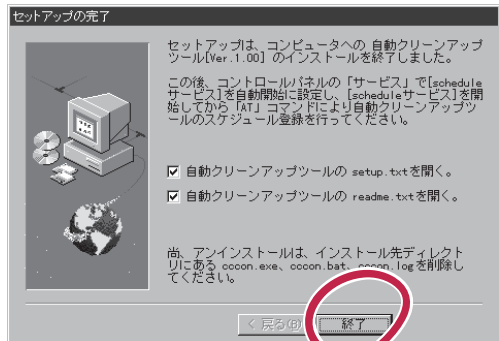 セットアップの完了
セットアップは、コンピュータへの 自動クリーンアップ
ツール[Ver.1.00] のインストールを終了しました。
この後、コントロールパネルの「サービス」で[schedule
サービス]を自動開始に設定し、[scheduleサービス]を開
始してから「AT」コマンドにより自動クリーンアップツ
ールのスケジュール登録を行ってください。
自動クリーンアップツールの setup.txtを開く。
自動クリーンアップツールの readme.txtを開く。
尚、アンインストールは、インストール先ディレクト
リにある cocon.exe、cocon.bat、cocon.logを削除し
てください。
< 戻る(B)
終了